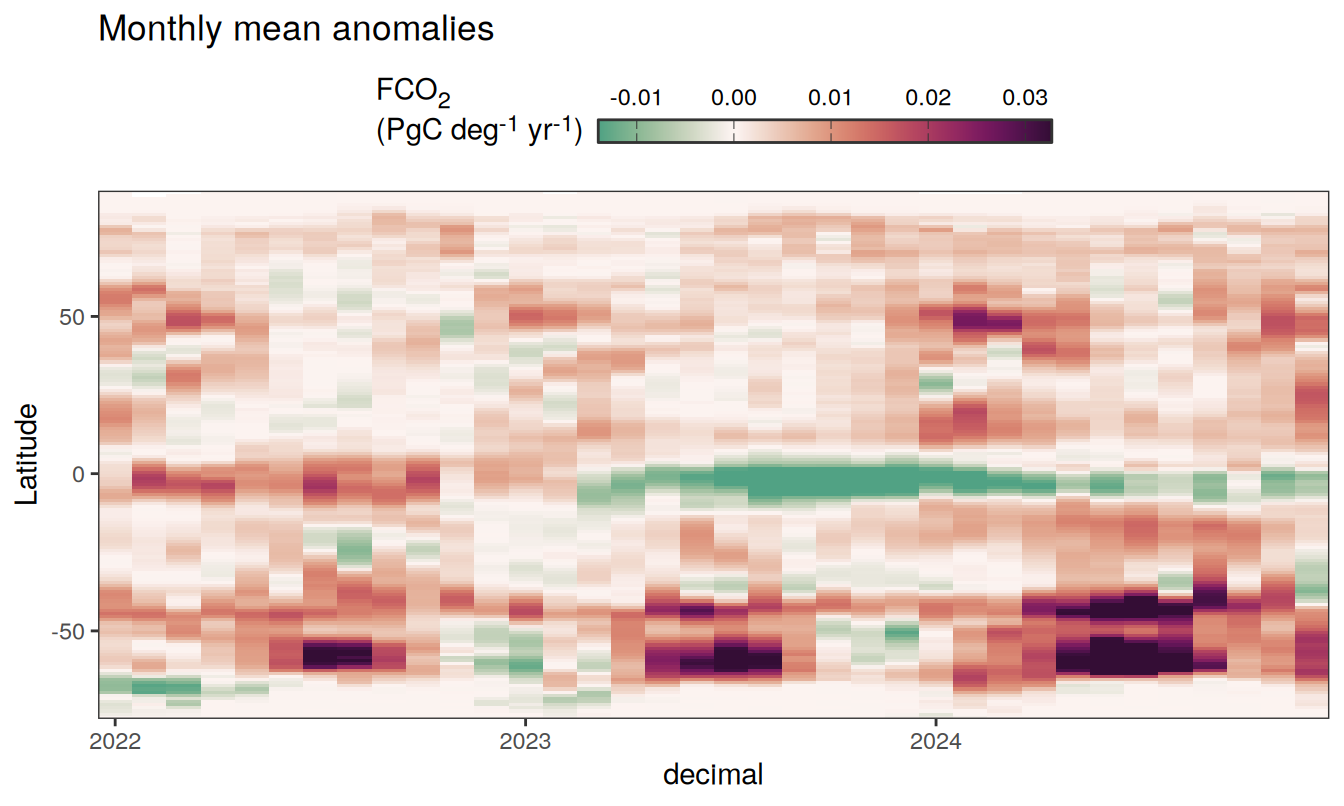 Monthly mean anomalies
FCO₂
(PgC deg⁻¹ yr⁻¹)
-0.01 0.00 0.01 0.02 0.03
Latitude
50
0
-50
2022 2023 2024
decimal